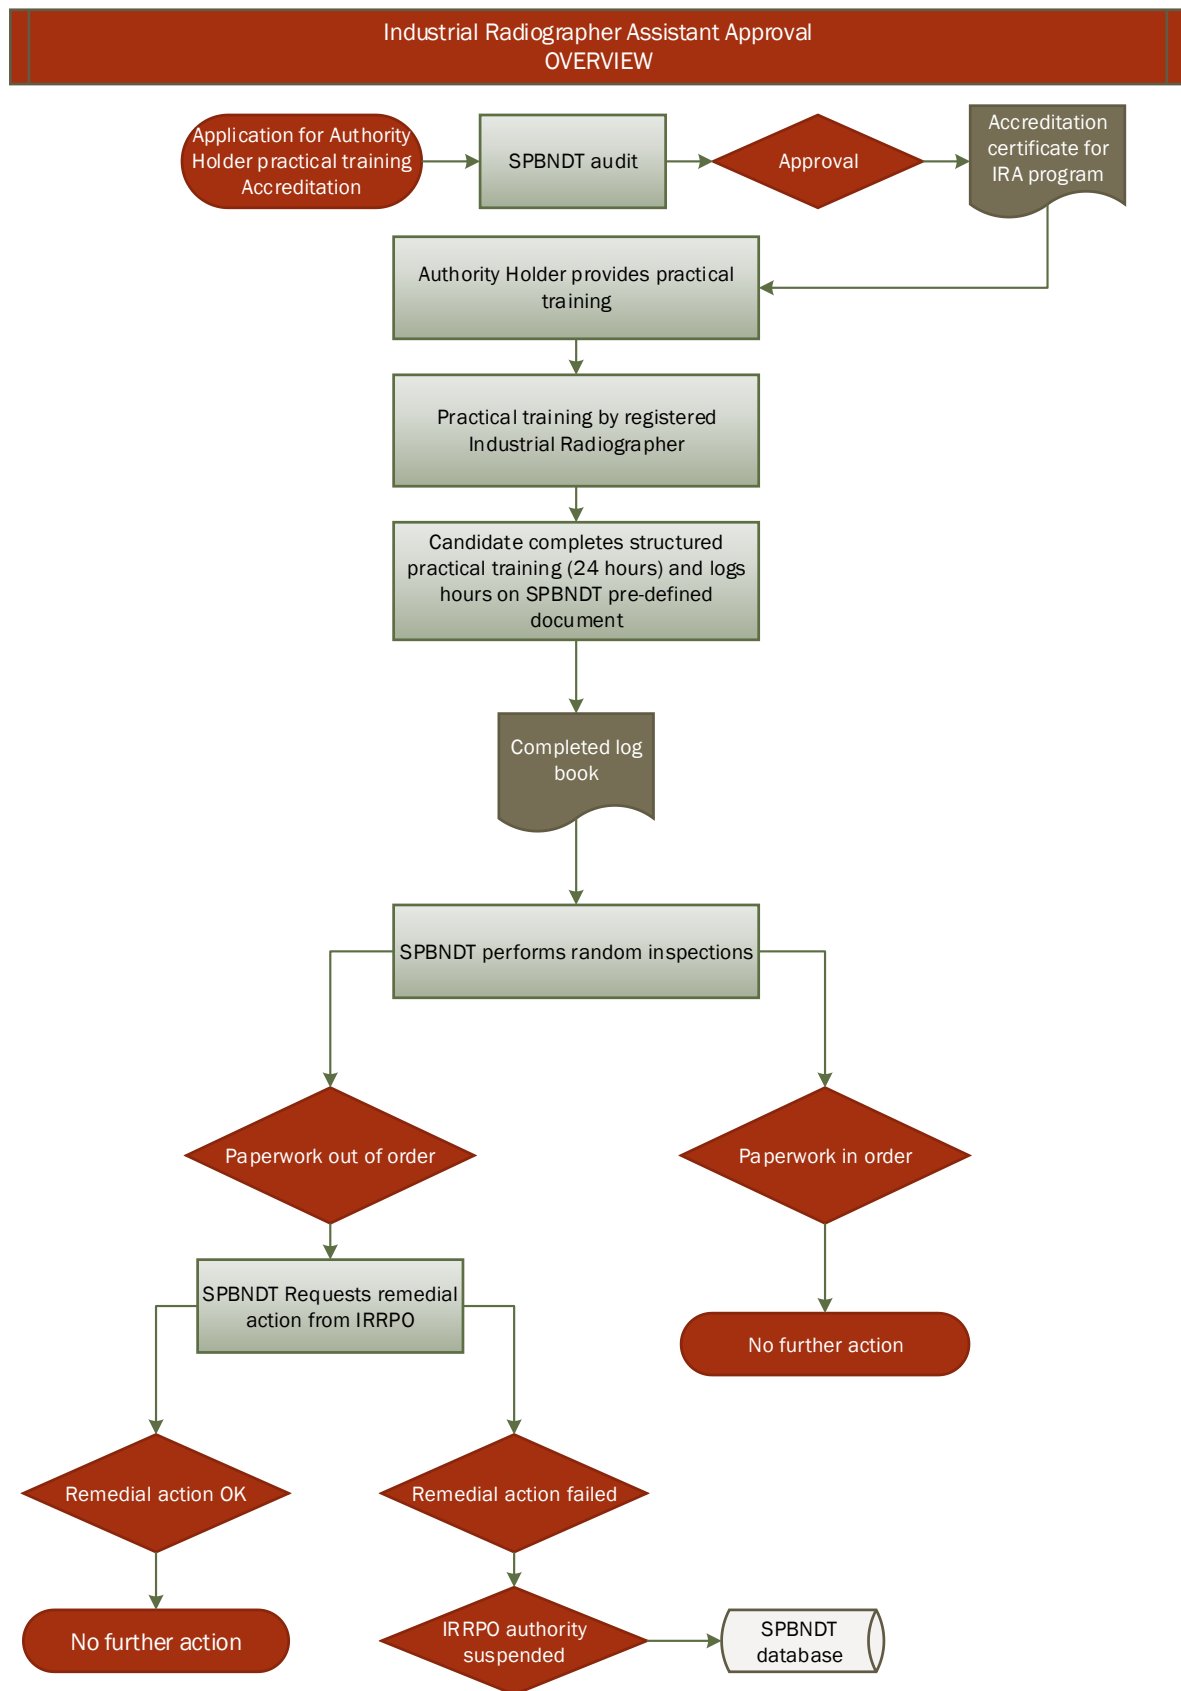 Industrial Radiographer Assistant Approval
OVERVIEW
Application for Authority
Holder practical training
Accreditation
SPBNDT audit
Approval
Accreditation
certificate for
IRA program
Authority Holder provides practical
training
Practical training by registered
Industrial Radiographer
Candidate completes structured
practical training (24 hours) and logs
hours on SPBNDT pre-defined
document
Completed log
book
SPBNDT performs random inspections
Paperwork out of order
Paperwork in order
SPBNDT Requests remedial
action from IRRPO
No further action
Remedial action OK
Remedial action failed
No further action
IRRPO authority
suspended
SPBNDT
database